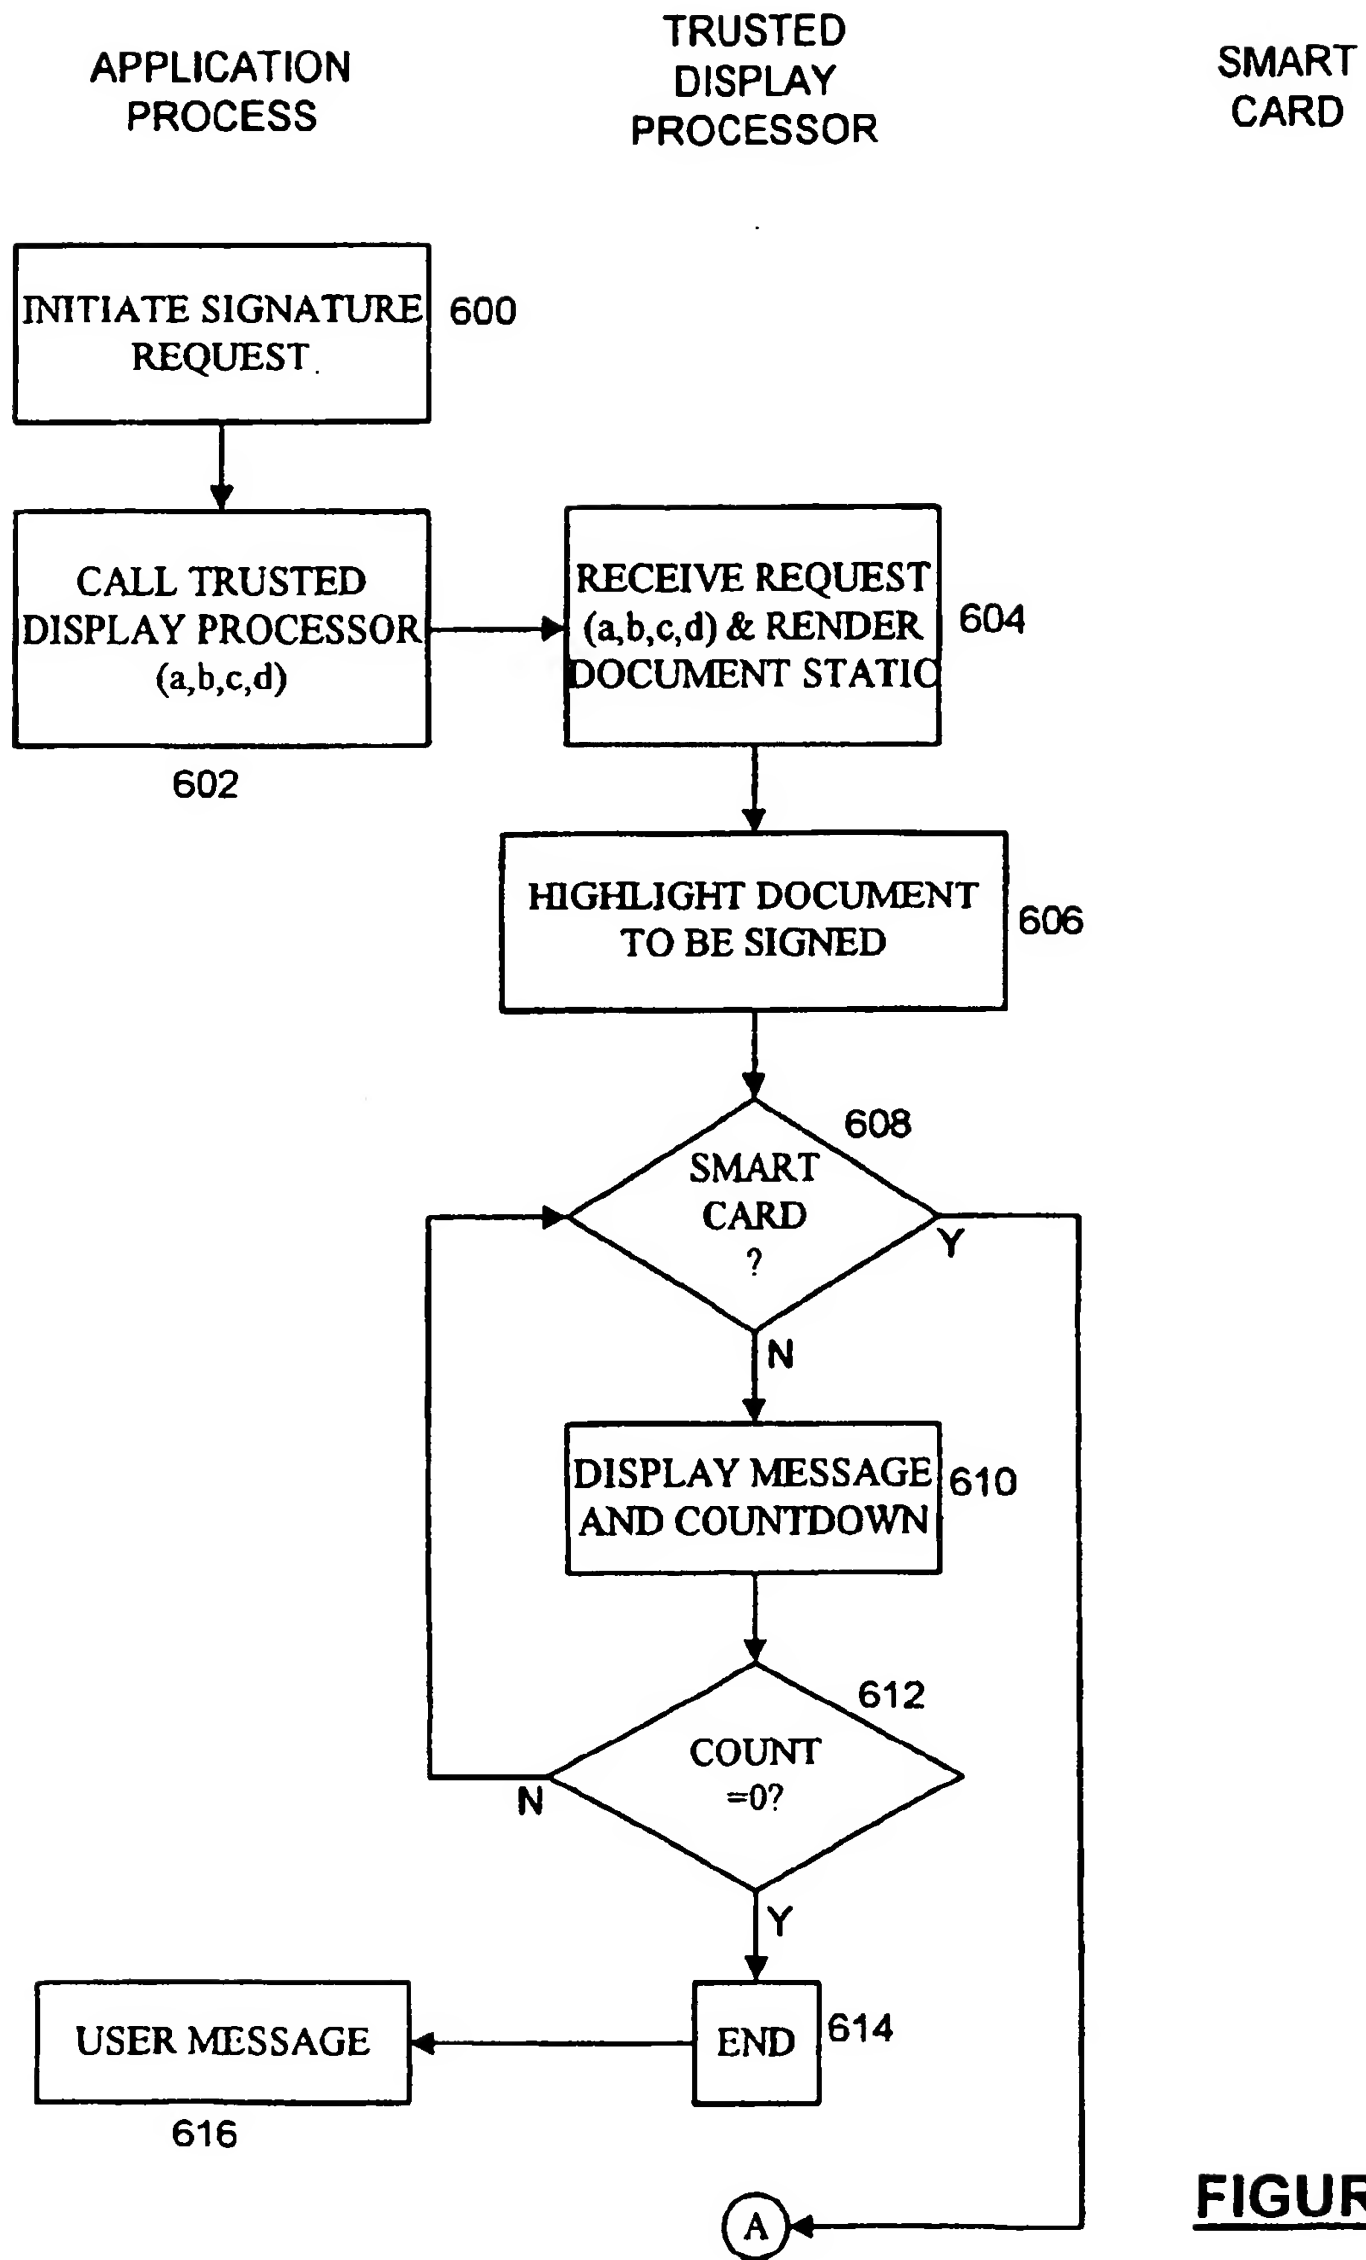 APPLICATION
PROCESS
TRUSTED
DISPLAY
PROCESSOR
SMART
CARD
INITIATE SIGNATURE
REQUEST
600
CALL TRUSTED
DISPLAY PROCESSOR
(a,b,c,d)
602
RECEIVE REQUEST
(a,b,c,d) & RENDER
DOCUMENT STATIC
604
HIGHLIGHT DOCUMENT
TO BE SIGNED
606
608
SMART
CARD
?
Y
N
DISPLAY MESSAGE
AND COUNTDOWN
610
612
COUNT
=0?
N
Y
END
614
USER MESSAGE
616
A
FIGUR